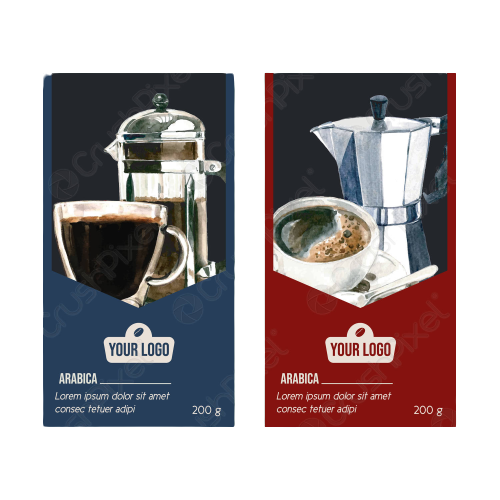 YOUR LOGO
ARABICA
Lorem ipsum dolor sit amet
consec tetuer adipi
200 g
YOUR LOGO
ARABICA
Lorem ipsum dolor sit amet
consec tetuer adipi
200 g
CrushPixel